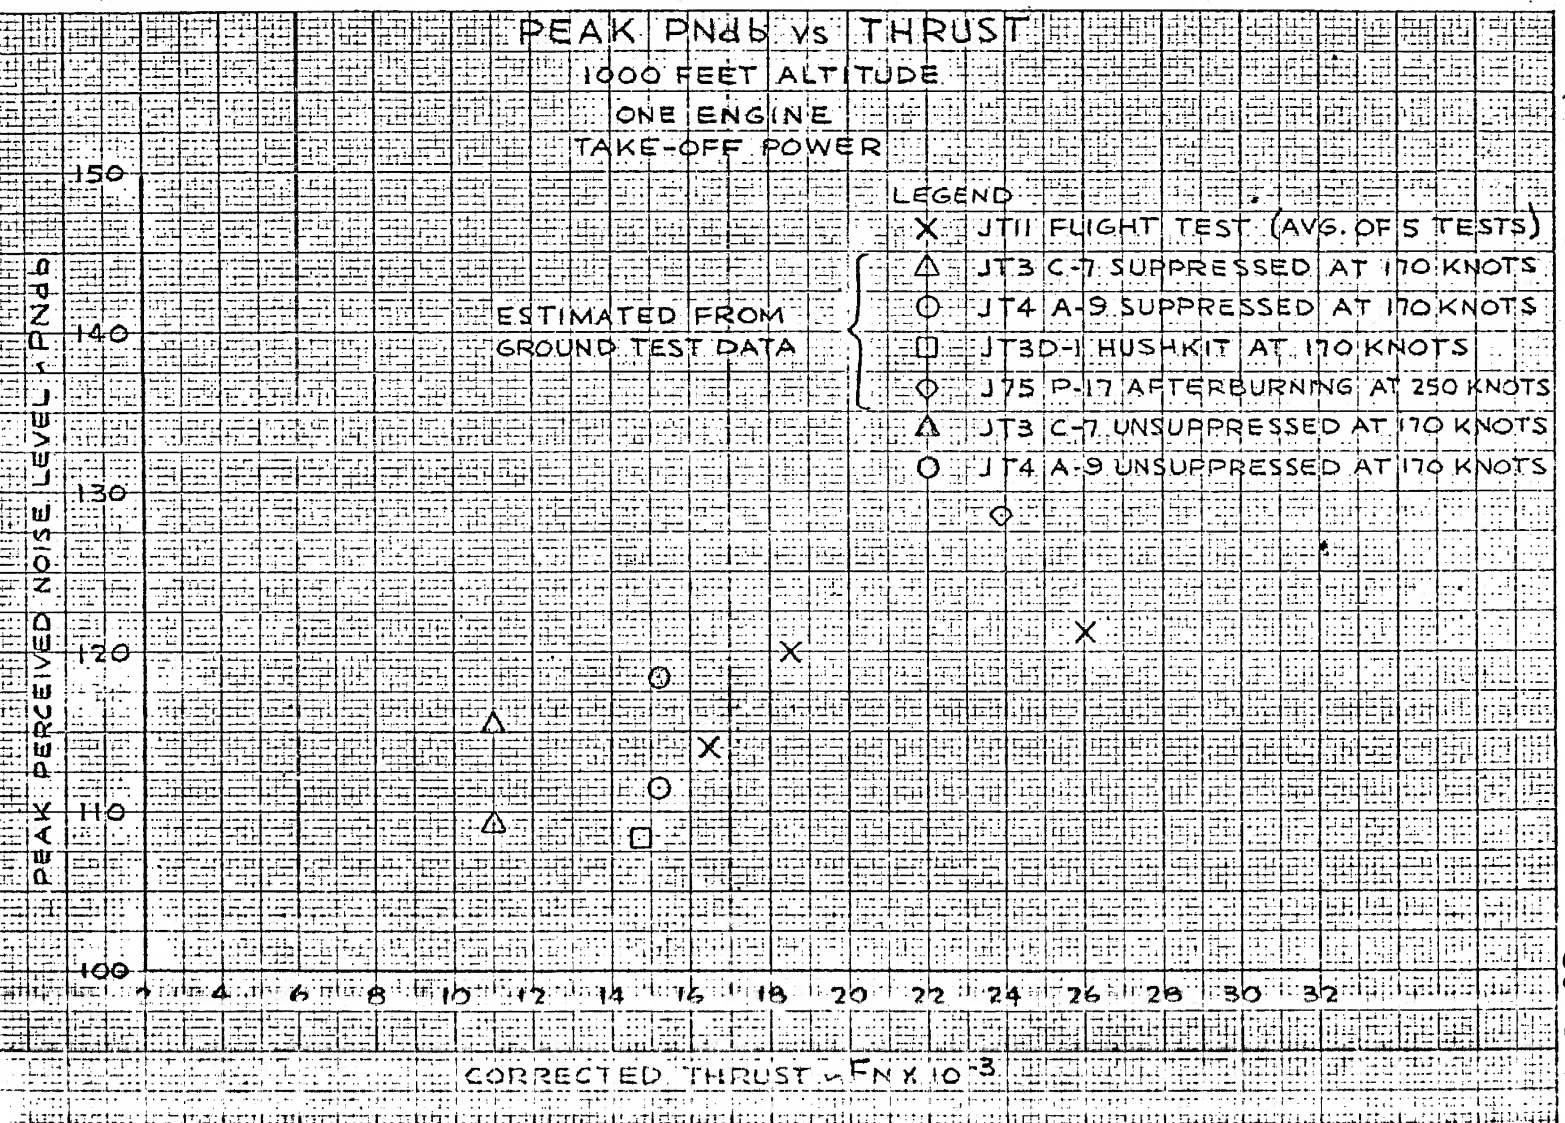 PEAK PNdb vs THRUST
1000 FEET ALTITUDE
ONE ENGINE
TAKE-OFF POWER
LEGEND
X JT11 FLIGHT TEST (AVG. OF 5 TESTS)
△ JT3 C-7 SUPPRESSED AT 170 KNOTS
○ JT4 A-9 SUPPRESSED AT 170 KNOTS
□ JT3D-1 HUSHKIT AT 170 KNOTS
◇ J75 P-17 AFTERBURNING AT 250 KNOTS
△ JT3 C-7 UNSUPPRESSED AT 170 KNOTS
○ JT4 A-9 UNSUPPRESSED AT 170 KNOTS
ESTIMATED FROM
GROUND TEST DATA
PEAK PERCEIVED NOISE LEVEL ~ PNdb
150
140
130
120
110
100
2 4 6 8 10 12 14 16 18 20 22 24 26 28 30 32
CORRECTED THRUST ~ FN X 10⁻³